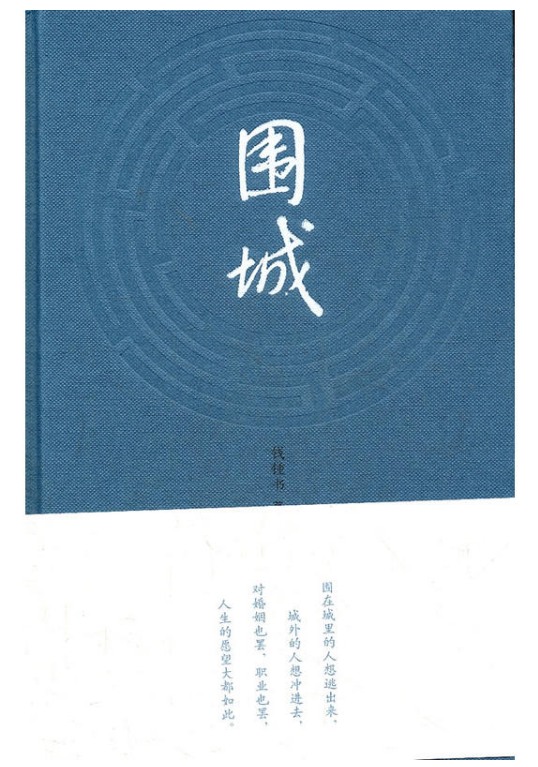 围城
钱锺书 著
围在城里的人想逃出来，
城外的人想冲进去，
对婚姻也罢，职业也罢，
人生的愿望大都如此。